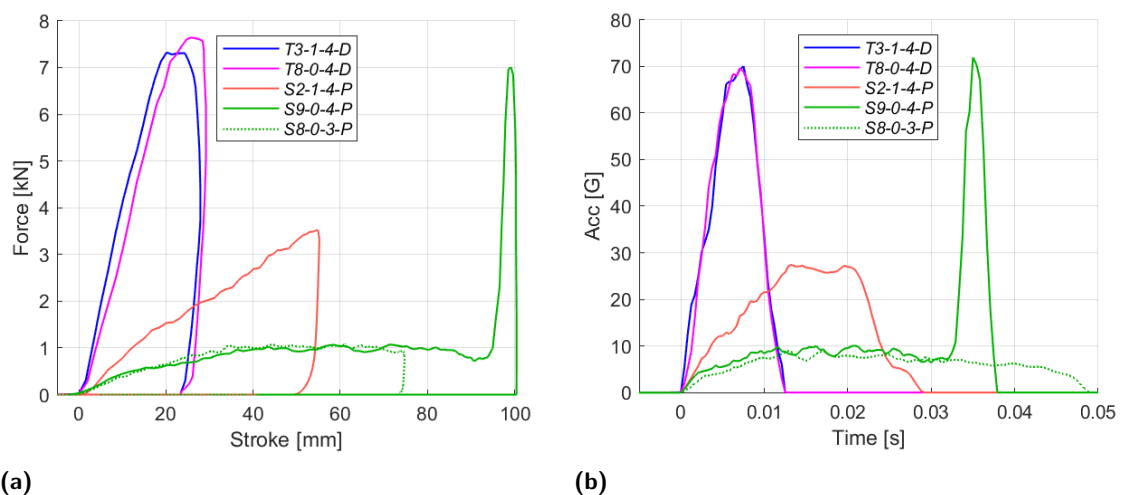 8
7
6
5
4
3
2
1
0
Force [kN]
T3-1-4-D
T8-0-4-D
S2-1-4-P
S9-0-4-P
S8-0-3-P
0 20 40 60 80 100
Stroke [mm]
(a)
80
70
60
50
40
30
20
10
0
Acc [G]
T3-1-4-D
T8-0-4-D
S2-1-4-P
S9-0-4-P
S8-0-3-P
0 0.01 0.02 0.03 0.04 0.05
Time [s]
(b)